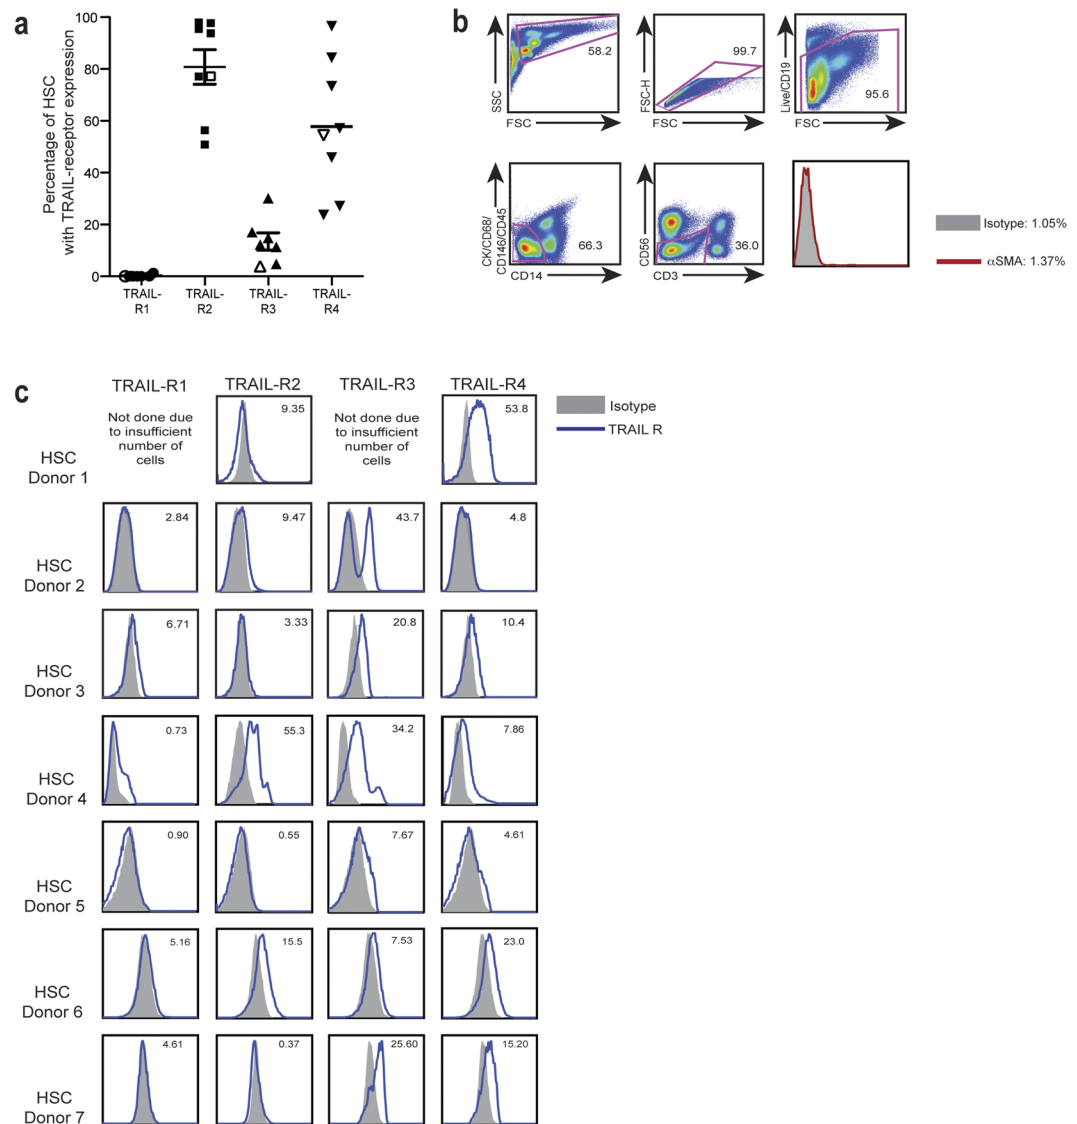 a
Percentage of HSC
with TRAIL-receptor expression
100
80
60
40
20
0
TRAIL-
R1
TRAIL-
R2
TRAIL-
R3
TRAIL-
R4
b
58.2
SSC
FSC
99.7
FSC-H
FSC
95.6
Live/CD19
FSC
66.3
CK/CD68/
CD146/CD45
CD14
36.0
CD56
CD3
Isotype: 1.05%
αSMA: 1.37%
c
TRAIL-R1
TRAIL-R2
TRAIL-R3
TRAIL-R4
Isotype
TRAIL R
HSC
Donor 1
Not done due
to insufficient
number of
cells
9.35
Not done due
to insufficient
number of
cells
53.8
HSC
Donor 2
2.84
9.47
43.7
4.8
HSC
Donor 3
6.71
3.33
20.8
10.4
HSC
Donor 4
0.73
55.3
34.2
7.86
HSC
Donor 5
0.90
0.55
7.67
4.61
HSC
Donor 6
5.16
15.5
7.53
23.0
HSC
Donor 7
4.61
0.37
25.60
15.20